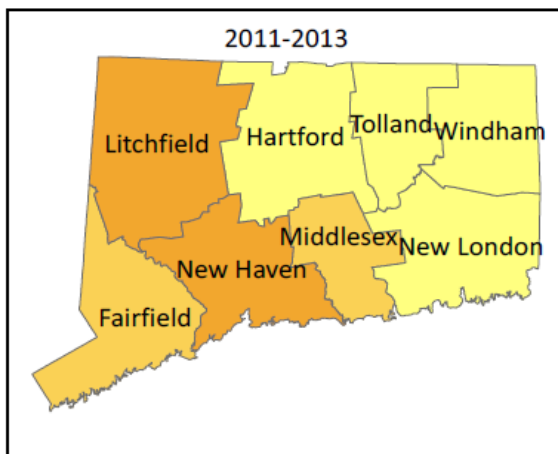 2011-2013
Litchfield
Hartford
Tolland
Windham
Middlesex
New London
New Haven
Fairfield